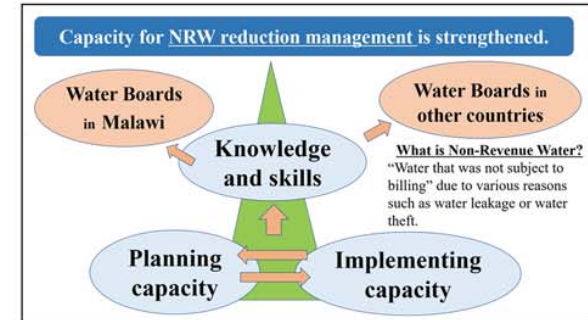 Capacity for NRW reduction management is strengthened.
Water Boards
in Malawi
Water Boards in
other countries
Knowledge
and skills
What is Non-Revenue Water?
“Water that was not subject to
billing” due to various reasons
such as water leakage or water
theft.
Planning
capacity
Implementing
capacity